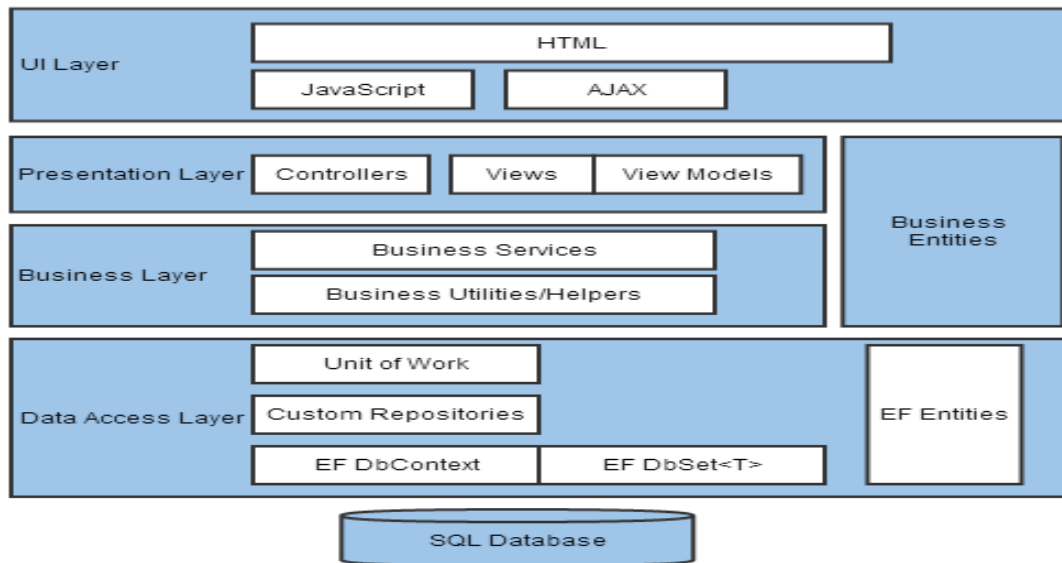 UI Layer
HTML
JavaScript
AJAX
Presentation Layer
Controllers
Views
View Models
Business
Entities
Business Layer
Business Services
Business Utilities/Helpers
Data Access Layer
Unit of Work
Custom Repositories
EF DbContext
EF DbSet<T>
EF Entities
SQL Database